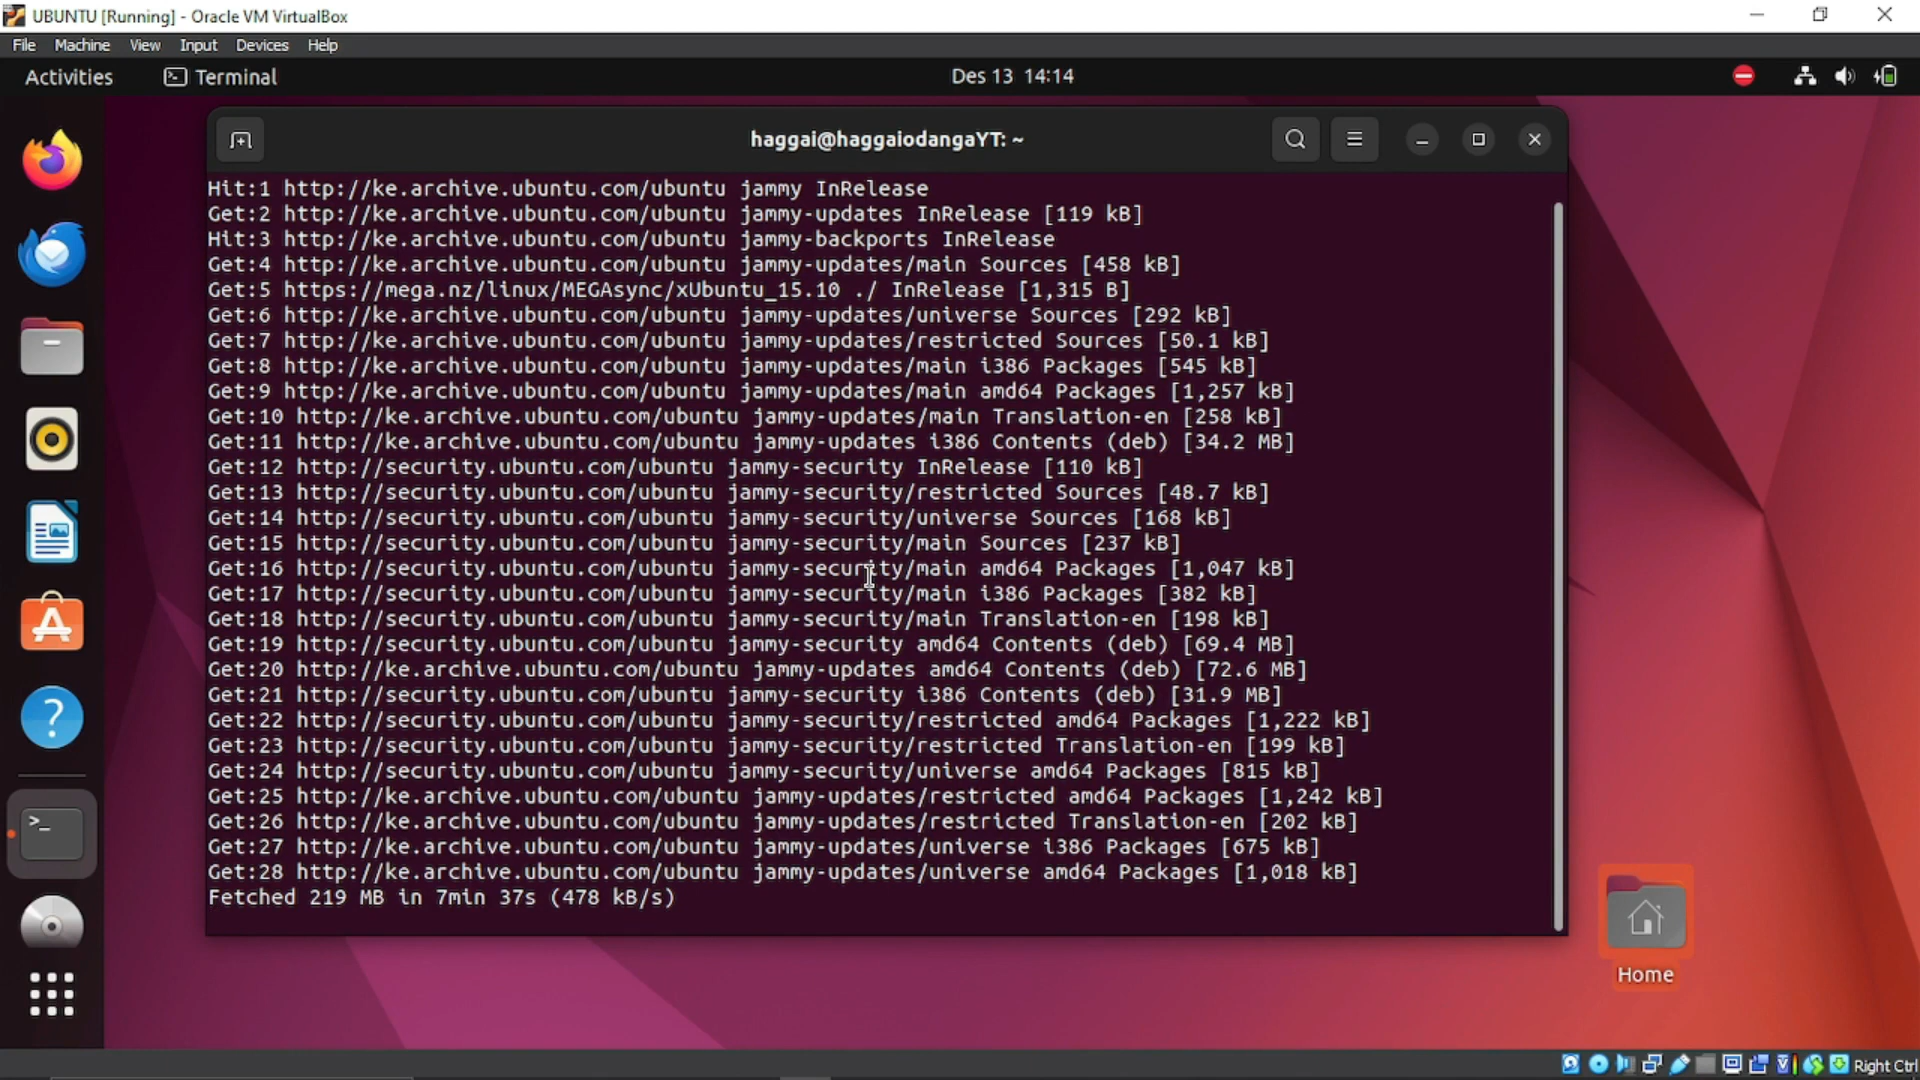 UBUNTU [Running] - Oracle VM VirtualBox
File Machine View Input Devices Help
Activities Terminal Des 13 14:14
haggai@haggaiodangaYT: ~
Hit:1 http://ke.archive.ubuntu.com/ubuntu jammy InRelease
Get:2 http://ke.archive.ubuntu.com/ubuntu jammy-updates InRelease [119 kB]
Hit:3 http://ke.archive.ubuntu.com/ubuntu jammy-backports InRelease
Get:4 http://ke.archive.ubuntu.com/ubuntu jammy-updates/main Sources [458 kB]
Get:5 https://mega.nz/linux/MEGAsync/xUbuntu_15.10 ./ InRelease [1,315 B]
Get:6 http://ke.archive.ubuntu.com/ubuntu jammy-updates/universe Sources [292 kB]
Get:7 http://ke.archive.ubuntu.com/ubuntu jammy-updates/restricted Sources [50.1 kB]
Get:8 http://ke.archive.ubuntu.com/ubuntu jammy-updates/main i386 Packages [545 kB]
Get:9 http://ke.archive.ubuntu.com/ubuntu jammy-updates/main amd64 Packages [1,257 kB]
Get:10 http://ke.archive.ubuntu.com/ubuntu jammy-updates/main Translation-en [258 kB]
Get:11 http://ke.archive.ubuntu.com/ubuntu jammy-updates i386 Contents (deb) [34.2 MB]
Get:12 http://security.ubuntu.com/ubuntu jammy-security InRelease [110 kB]
Get:13 http://security.ubuntu.com/ubuntu jammy-security/restricted Sources [48.7 kB]
Get:14 http://security.ubuntu.com/ubuntu jammy-security/universe Sources [168 kB]
Get:15 http://security.ubuntu.com/ubuntu jammy-security/main Sources [237 kB]
Get:16 http://security.ubuntu.com/ubuntu jammy-security/main amd64 Packages [1,047 kB]
Get:17 http://security.ubuntu.com/ubuntu jammy-security/main i386 Packages [382 kB]
Get:18 http://security.ubuntu.com/ubuntu jammy-security/main Translation-en [198 kB]
Get:19 http://security.ubuntu.com/ubuntu jammy-security amd64 Contents (deb) [69.4 MB]
Get:20 http://ke.archive.ubuntu.com/ubuntu jammy-updates amd64 Contents (deb) [72.6 MB]
Get:21 http://security.ubuntu.com/ubuntu jammy-security i386 Contents (deb) [31.9 MB]
Get:22 http://security.ubuntu.com/ubuntu jammy-security/restricted amd64 Packages [1,222 kB]
Get:23 http://security.ubuntu.com/ubuntu jammy-security/restricted Translation-en [199 kB]
Get:24 http://security.ubuntu.com/ubuntu jammy-security/universe amd64 Packages [815 kB]
Get:25 http://ke.archive.ubuntu.com/ubuntu jammy-updates/restricted amd64 Packages [1,242 kB]
Get:26 http://ke.archive.ubuntu.com/ubuntu jammy-updates/restricted Translation-en [202 kB]
Get:27 http://ke.archive.ubuntu.com/ubuntu jammy-updates/universe i386 Packages [675 kB]
Get:28 http://ke.archive.ubuntu.com/ubuntu jammy-updates/universe amd64 Packages [1,018 kB]
Fetched 219 MB in 7min 37s (478 kB/s)
Home
Right Ctrl